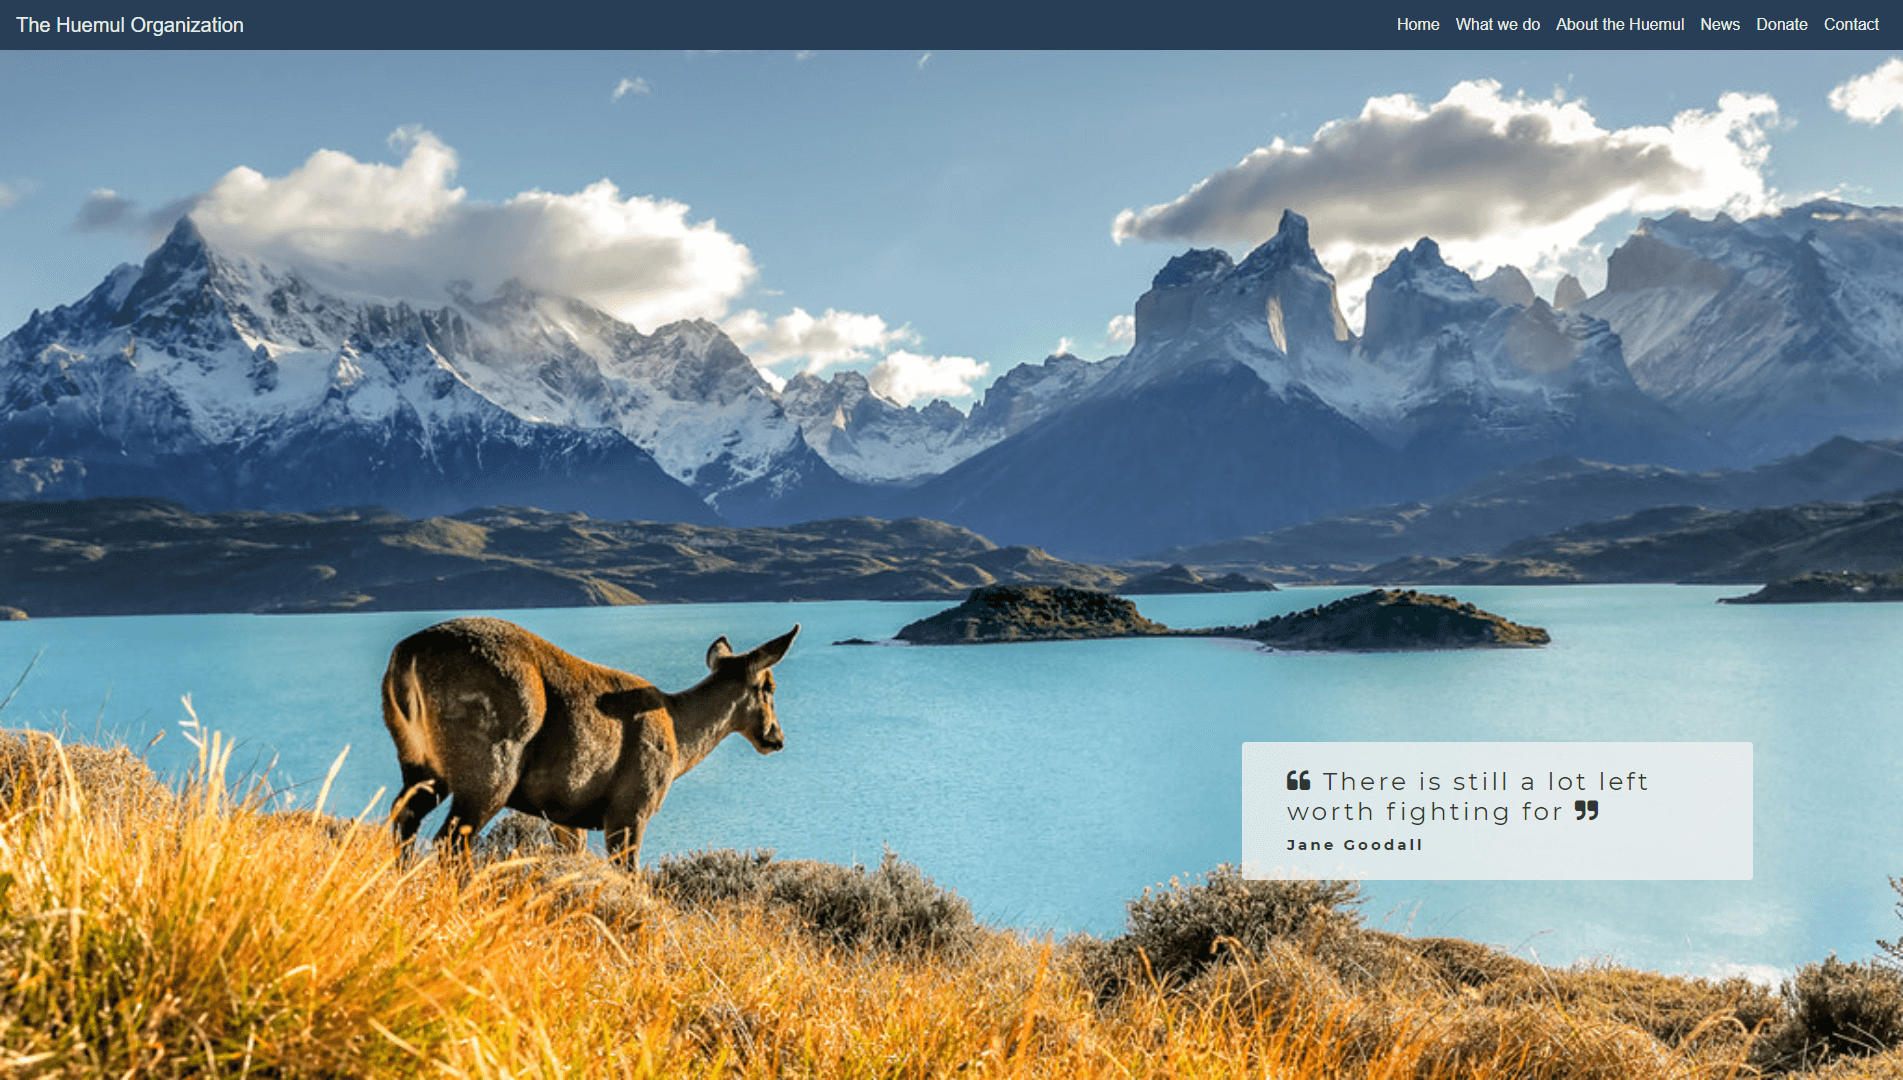 The Huemul Organization
Home What we do About the Huemul News Donate Contact
❝ There is still a lot left
worth fighting for ❞
Jane Goodall